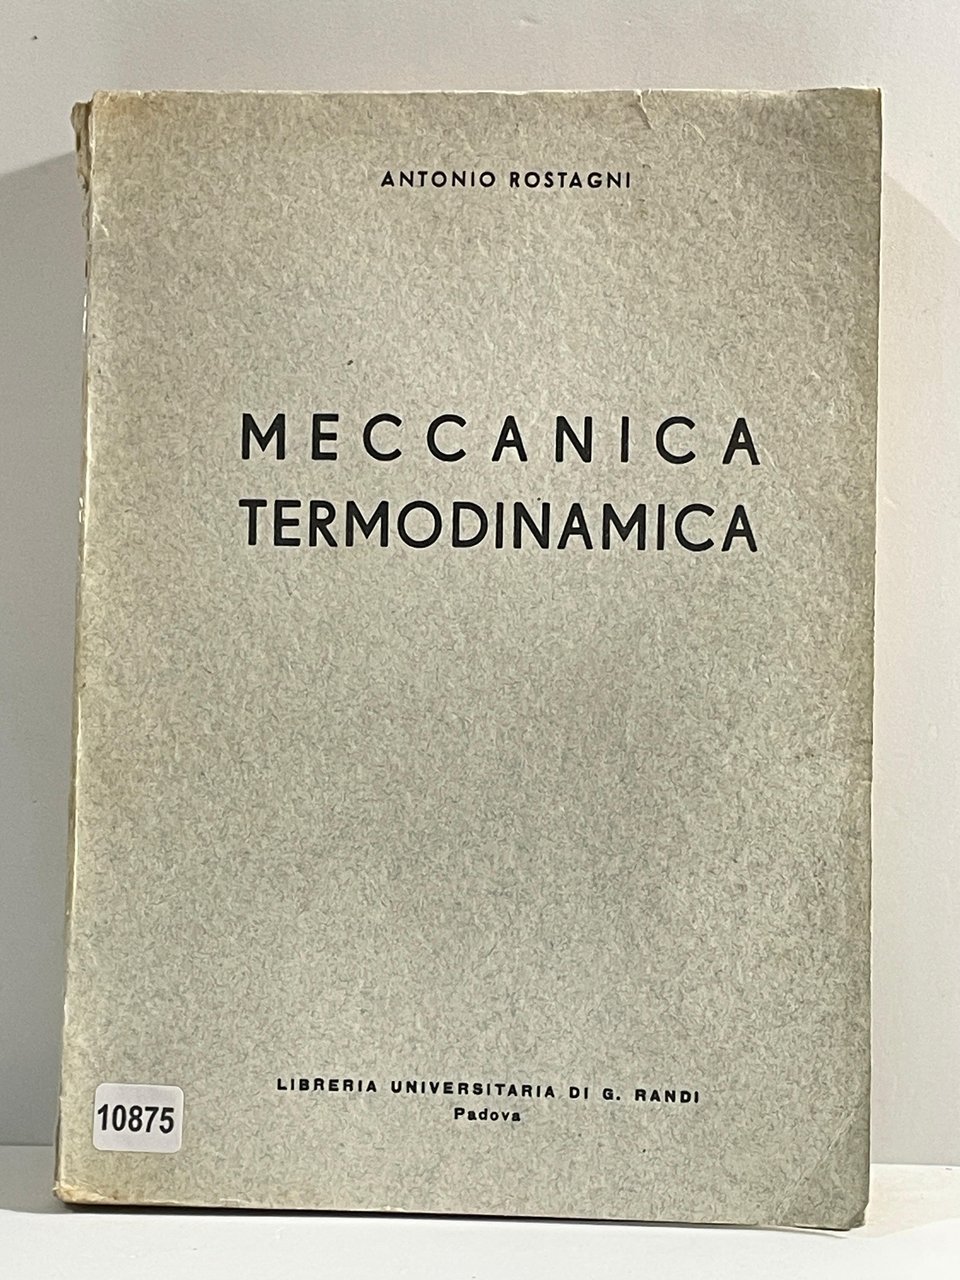 ANTONIO ROSTAGNI
MECCANICA
TERMODINAMICA
LIBRERIA UNIVERSITARIA DI G. RANDI
Padova
10875